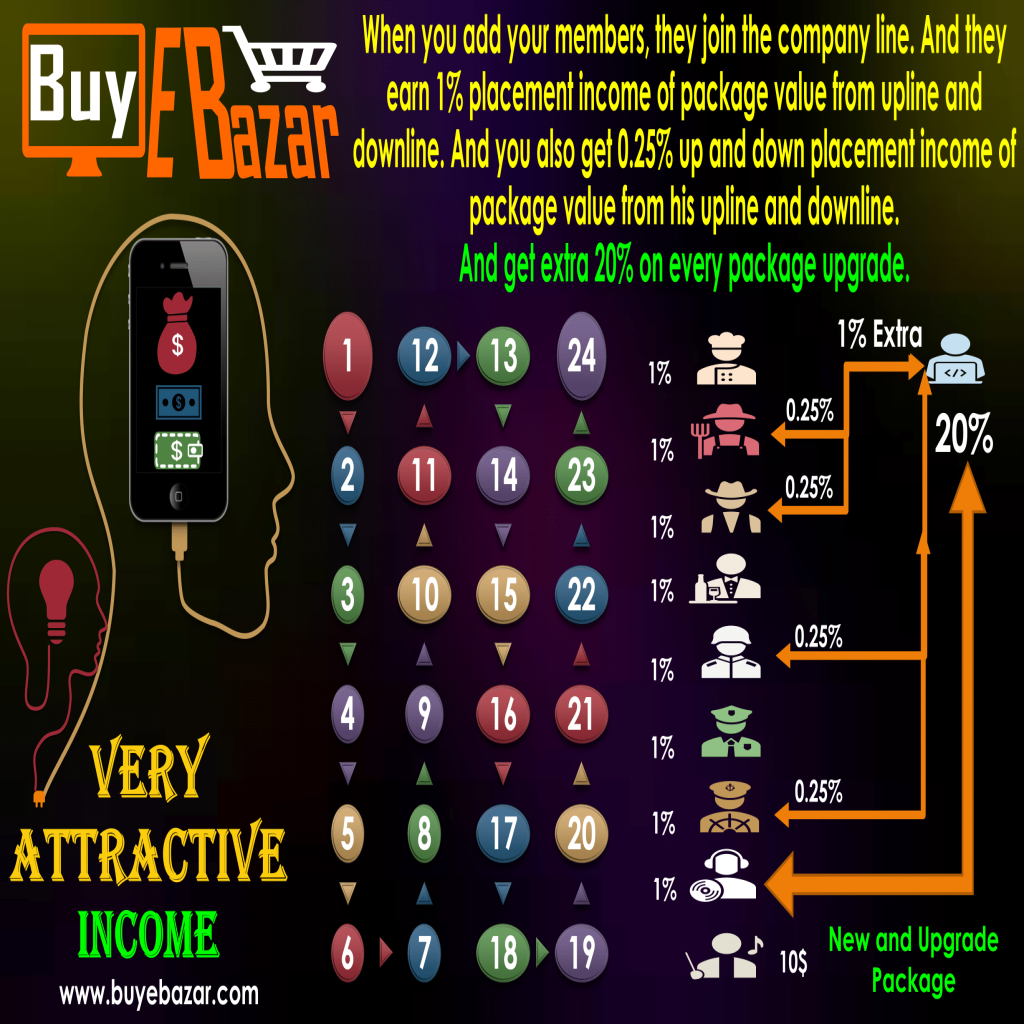 Buy E Bazar
When you add your members, they join the company line. And they
earn 1% placement income of package value from upline and
downline. And you also get 0.25% up and down placement income of
package value from his upline and downline.
And get extra 20% on every package upgrade.
$
$
$
1 12 13 24
2 11 14 23
3 10 15 22
4 9 16 21
5 8 17 20
6 7 18 19
1% Extra
1%
</>
0.25%
1%
20%
0.25%
1%
1%
0.25%
1%
1%
0.25%
1%
1%
10$
New and Upgrade
Package
VERY
ATTRACTIVE
INCOME
www.buyebazar.com